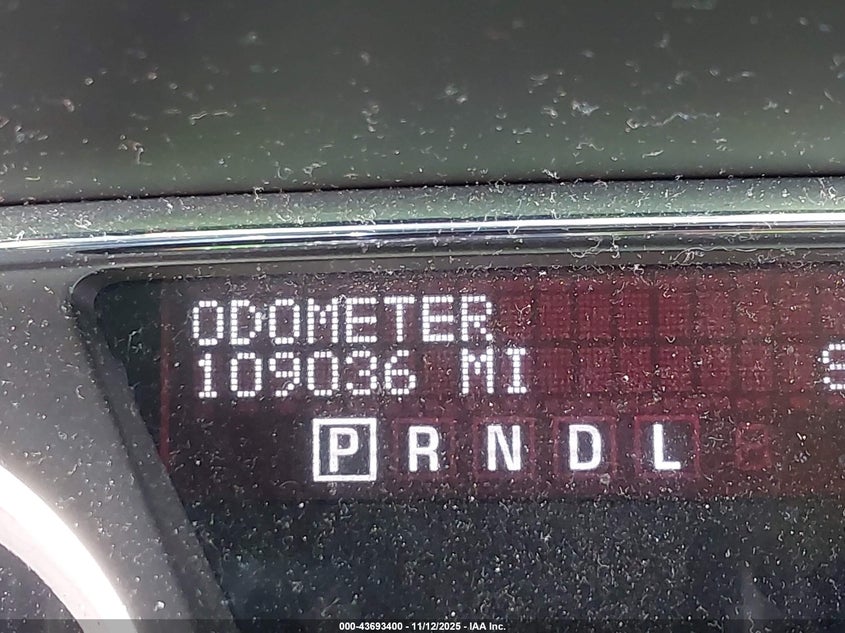 ODOMETER
109036 MI
P R N D L
000-43693400 - 11/12/2025 - IAA Inc.